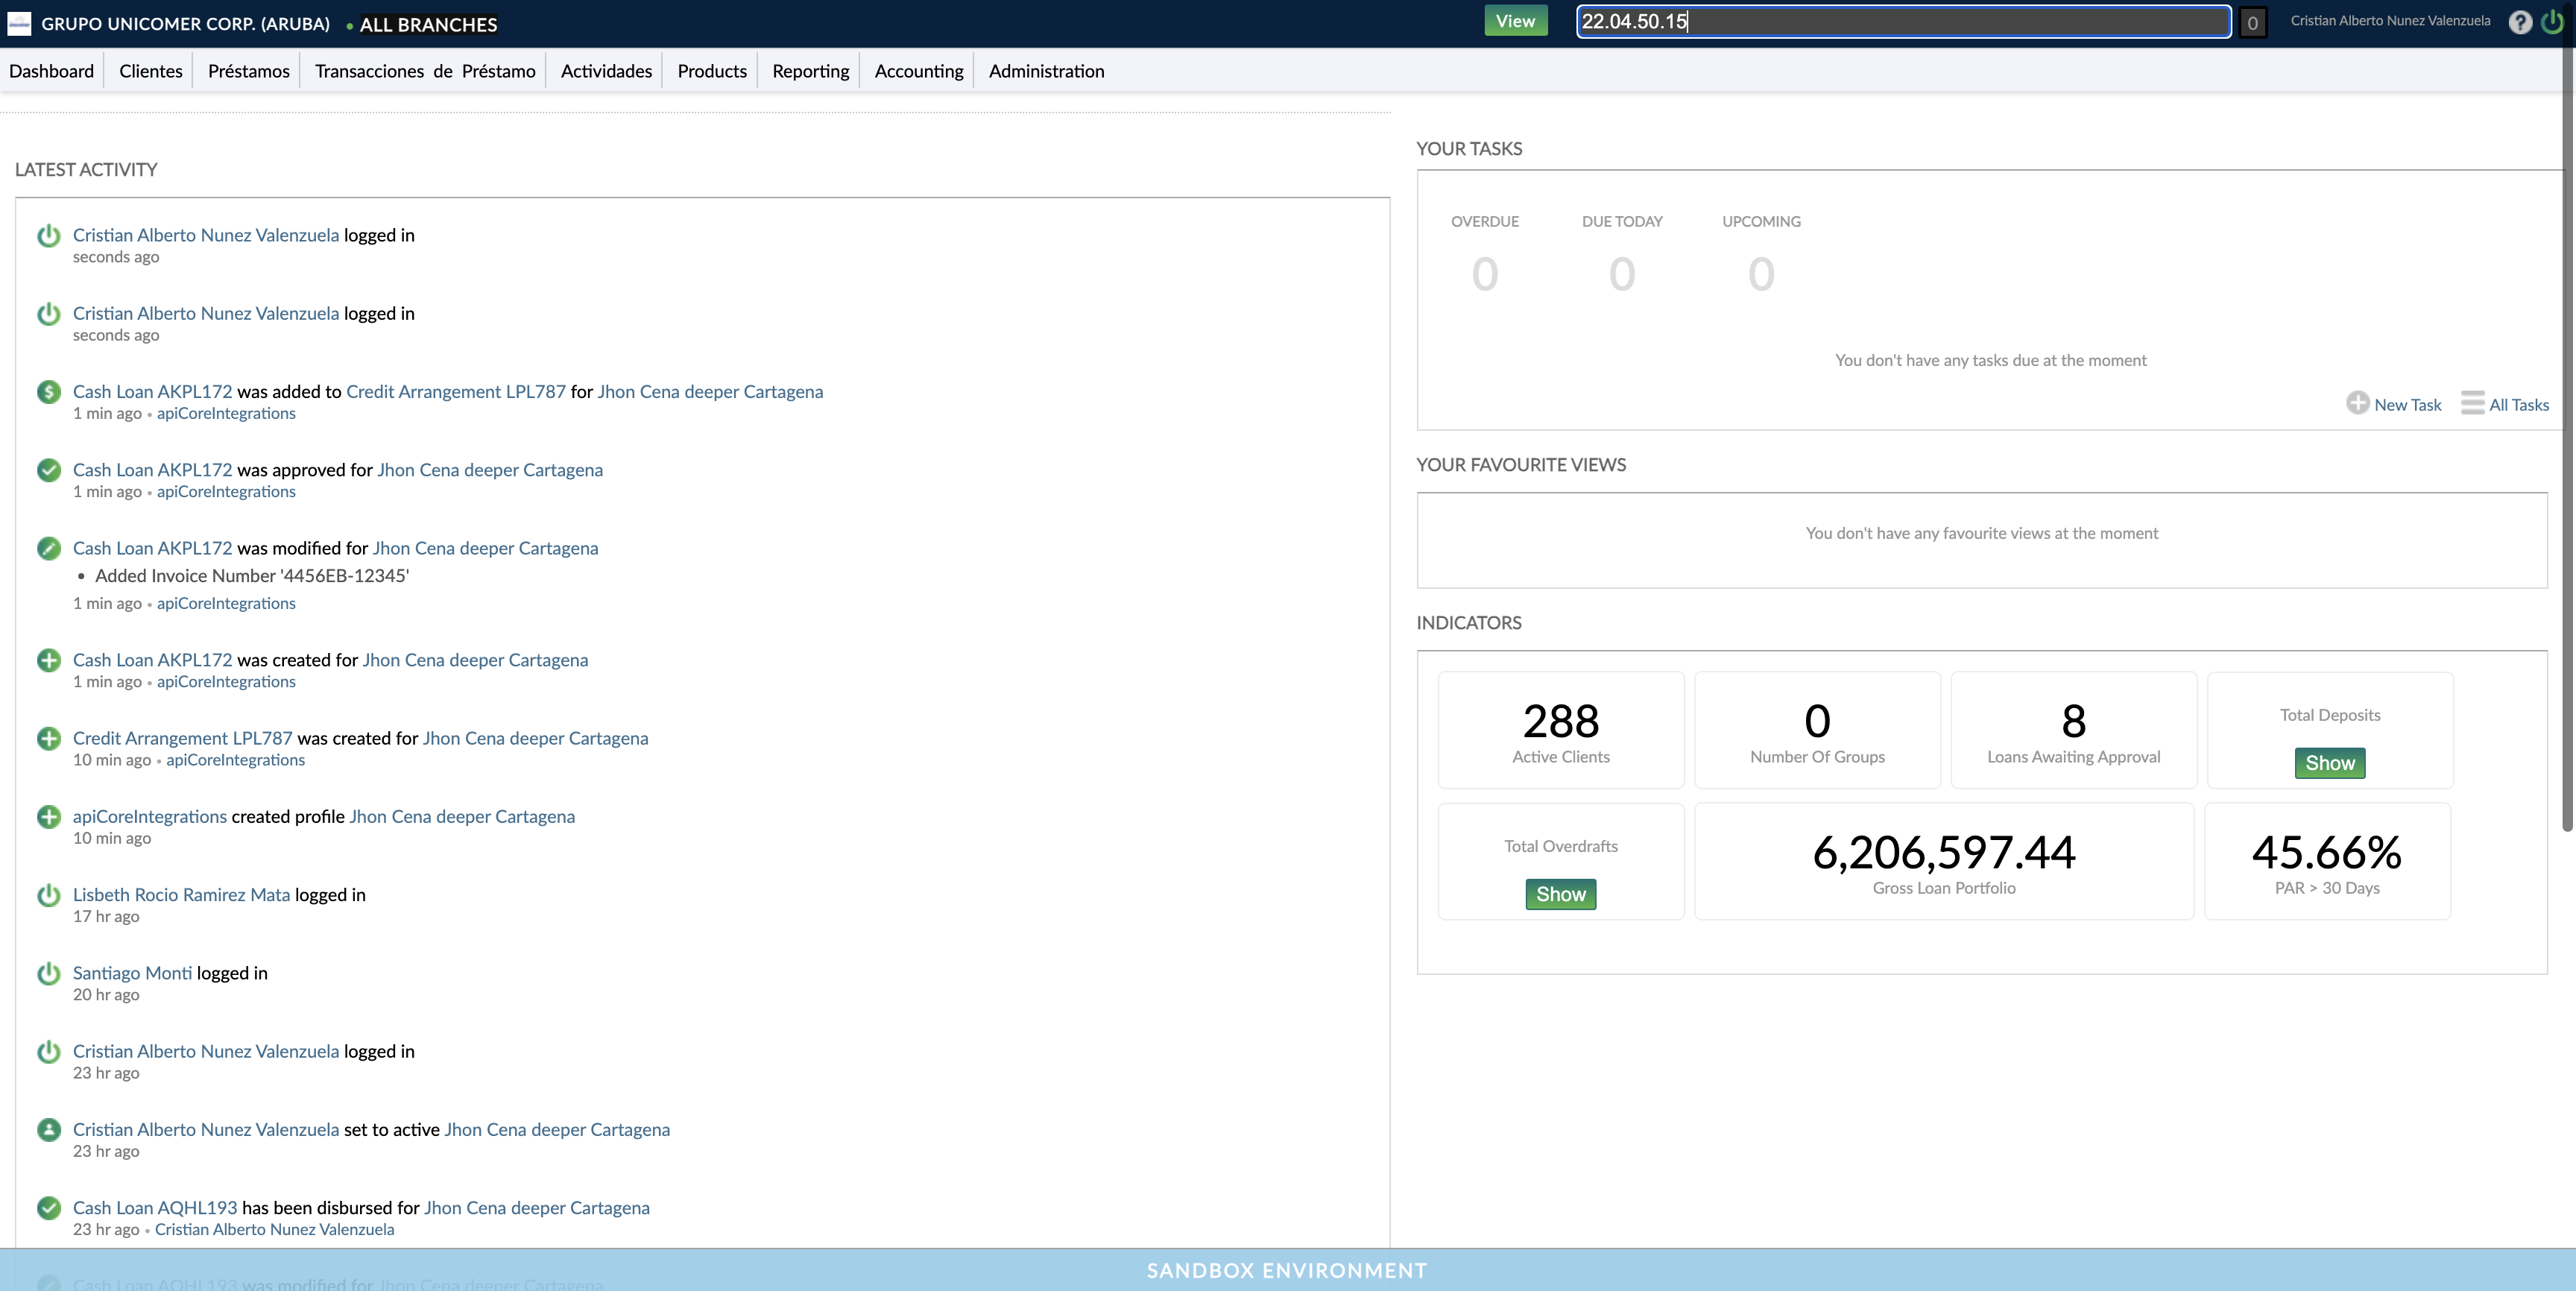 GRUPO UNICOMER CORP. (ARUBA) • ALL BRANCHES
View
22.04.50.15
0
Cristian Alberto Nunez Valenzuela
?
Dashboard
Clientes
Préstamos
Transacciones de Préstamo
Actividades
Products
Reporting
Accounting
Administration
LATEST ACTIVITY
Cristian Alberto Nunez Valenzuela logged in
seconds ago
Cristian Alberto Nunez Valenzuela logged in
seconds ago
Cash Loan AKPL172 was added to Credit Arrangement LPL787 for Jhon Cena deeper Cartagena
1 min ago • apiCoreIntegrations
Cash Loan AKPL172 was approved for Jhon Cena deeper Cartagena
1 min ago • apiCoreIntegrations
Cash Loan AKPL172 was modified for Jhon Cena deeper Cartagena
• Added Invoice Number '4456EB-12345'
1 min ago • apiCoreIntegrations
Cash Loan AKPL172 was created for Jhon Cena deeper Cartagena
1 min ago • apiCoreIntegrations
Credit Arrangement LPL787 was created for Jhon Cena deeper Cartagena
10 min ago • apiCoreIntegrations
apiCoreIntegrations created profile Jhon Cena deeper Cartagena
10 min ago
Lisbeth Rocio Ramirez Mata logged in
17 hr ago
Santiago Monti logged in
20 hr ago
Cristian Alberto Nunez Valenzuela logged in
23 hr ago
Cristian Alberto Nunez Valenzuela set to active Jhon Cena deeper Cartagena
23 hr ago
Cash Loan AQHL193 has been disbursed for Jhon Cena deeper Cartagena
23 hr ago • Cristian Alberto Nunez Valenzuela
Cash Loan AQHL193 was modified for Jhon Cena deeper Cartagena
YOUR TASKS
OVERDUE
DUE TODAY
UPCOMING
0
0
0
You don't have any tasks due at the moment
New Task
All Tasks
YOUR FAVOURITE VIEWS
You don't have any favourite views at the moment
INDICATORS
288
Active Clients
0
Number Of Groups
8
Loans Awaiting Approval
Total Deposits
Show
Total Overdrafts
Show
6,206,597.44
Gross Loan Portfolio
45.66%
PAR > 30 Days
SANDBOX ENVIRONMENT